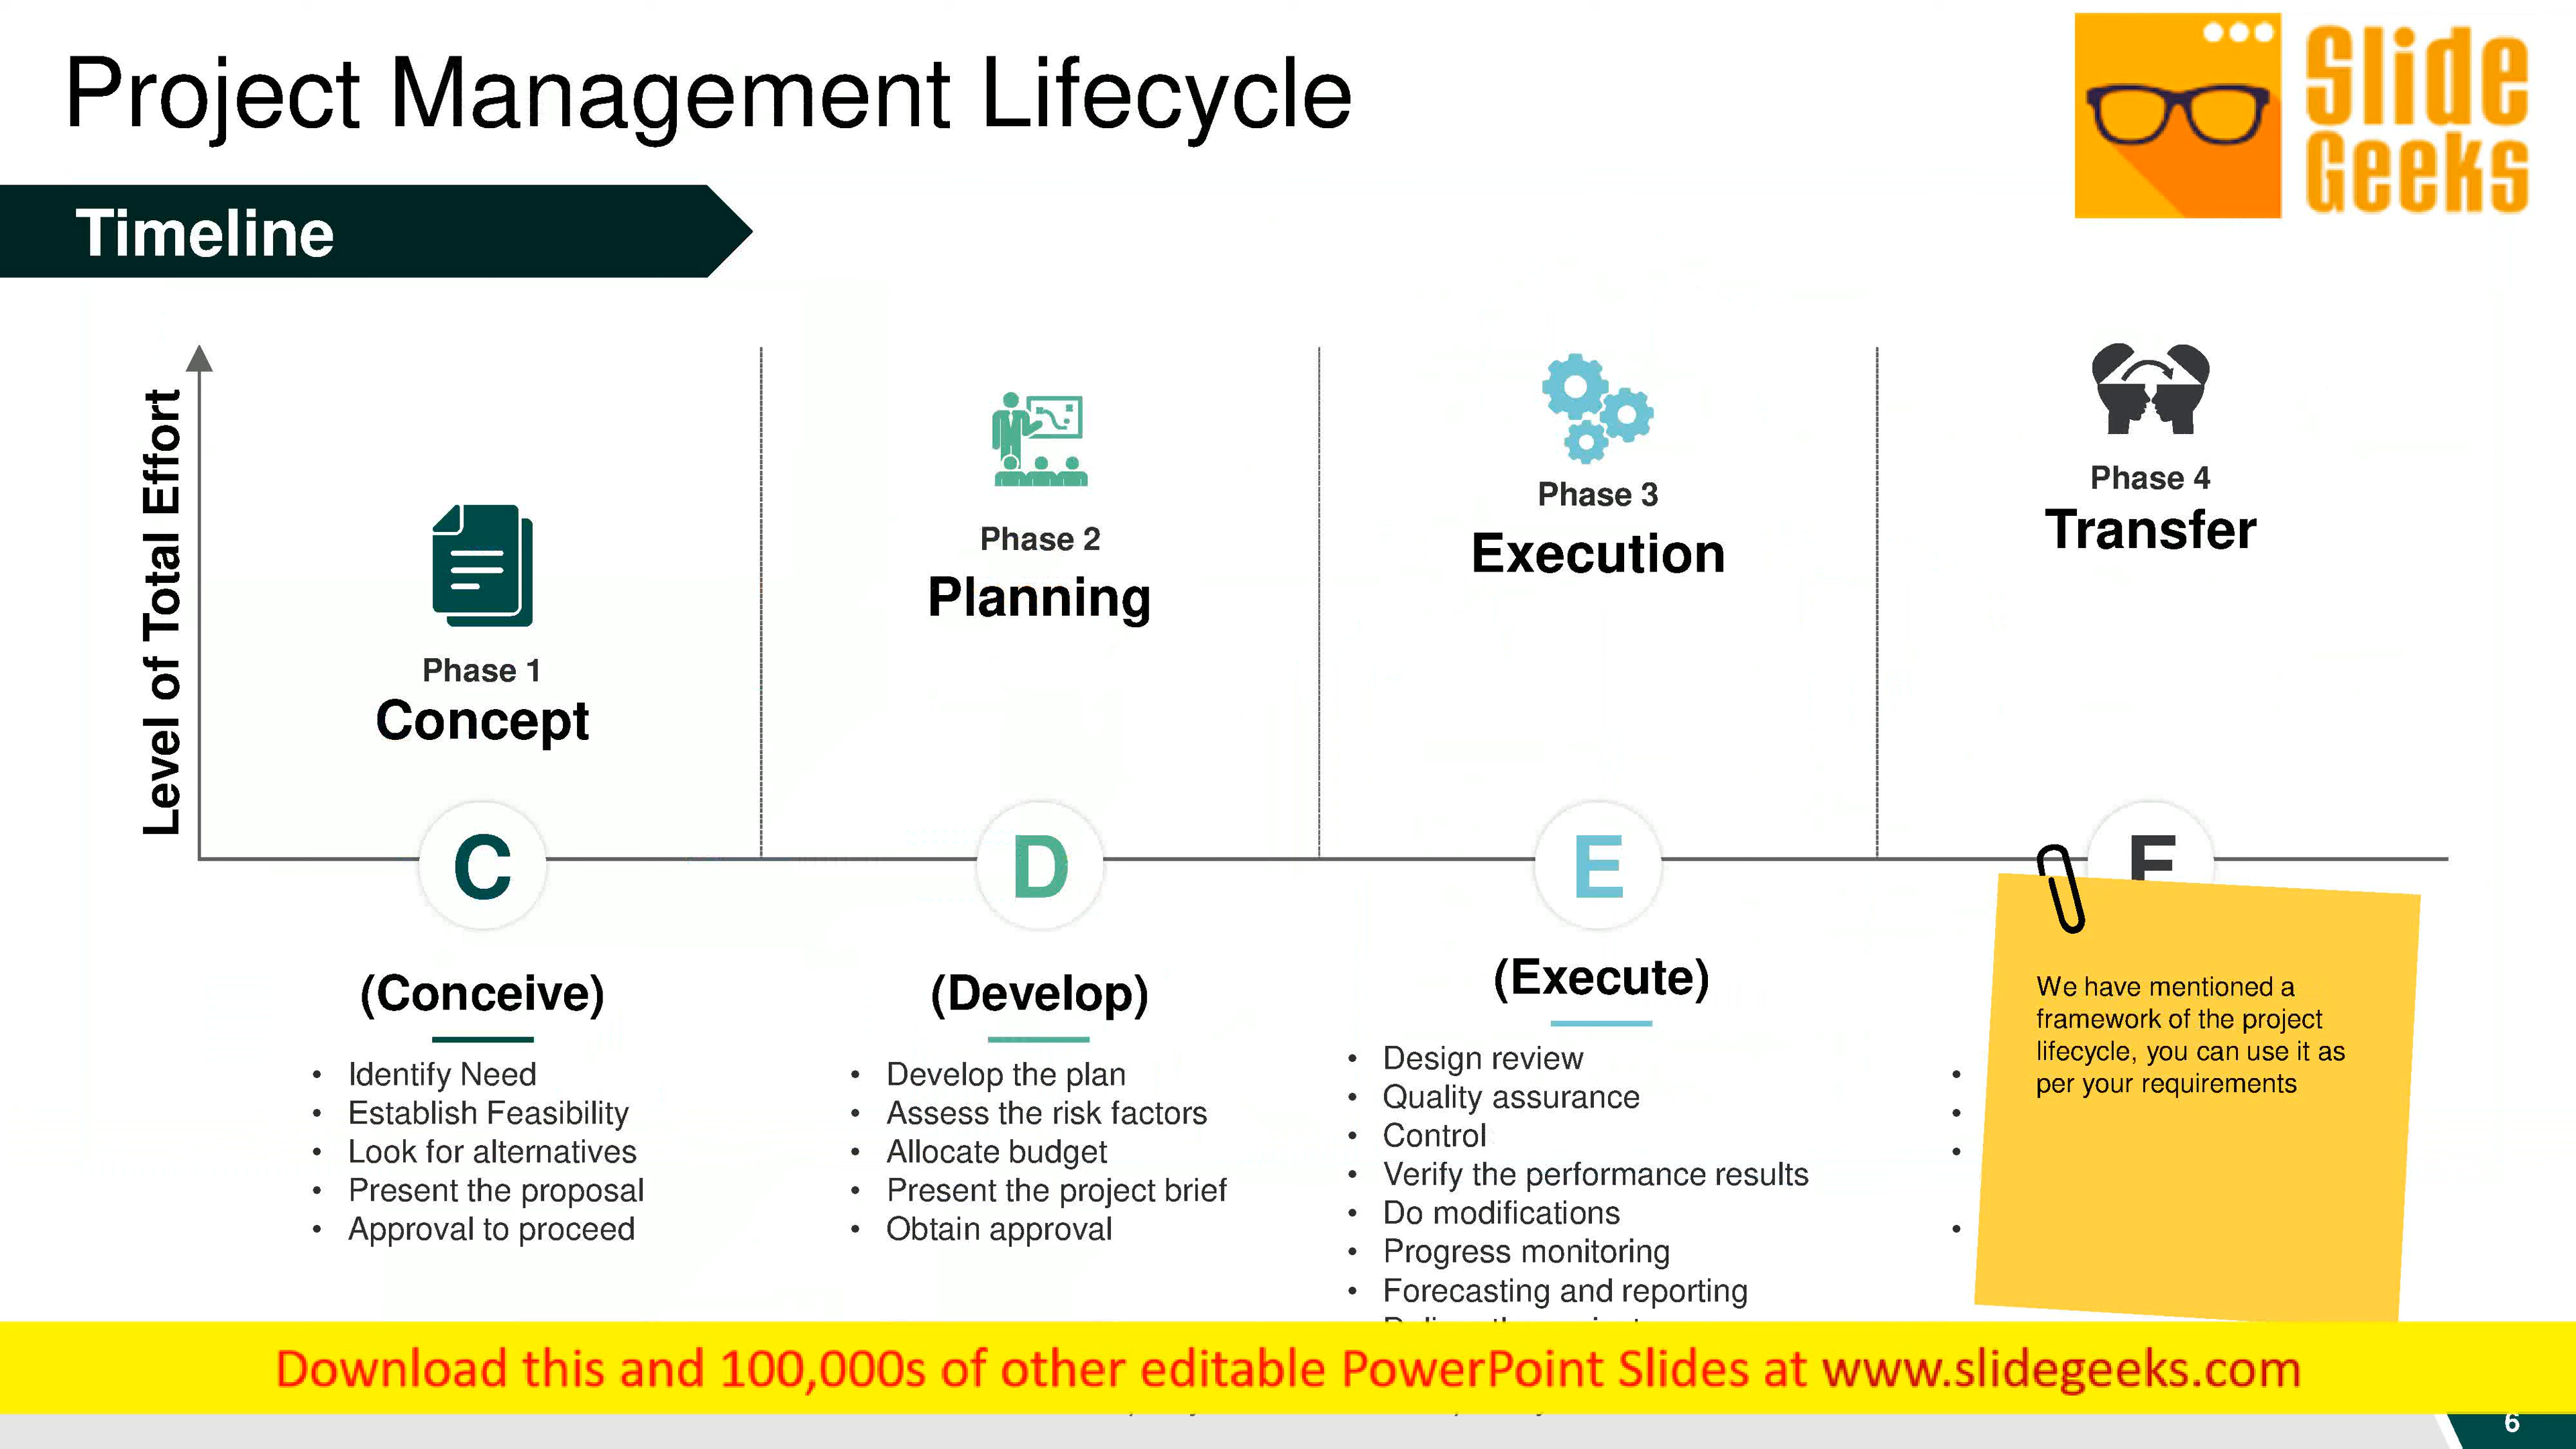 Project Management Lifecycle
Slide
Geeks
Timeline
Level of Total Effort
Phase 1
Concept
Phase 2
Planning
Phase 3
Execution
Phase 4
Transfer
C
D
E
(Conceive)
• Identify Need
• Establish Feasibility
• Look for alternatives
• Present the proposal
• Approval to proceed
(Develop)
• Develop the plan
• Assess the risk factors
• Allocate budget
• Present the project brief
• Obtain approval
(Execute)
• Design review
• Quality assurance
• Control
• Verify the performance results
• Do modifications
• Progress monitoring
• Forecasting and reporting
We have mentioned a
framework of the project
lifecycle, you can use it as
per your requirements
Download this and 100,000s of other editable PowerPoint Slides at www.slidegeeks.com
6